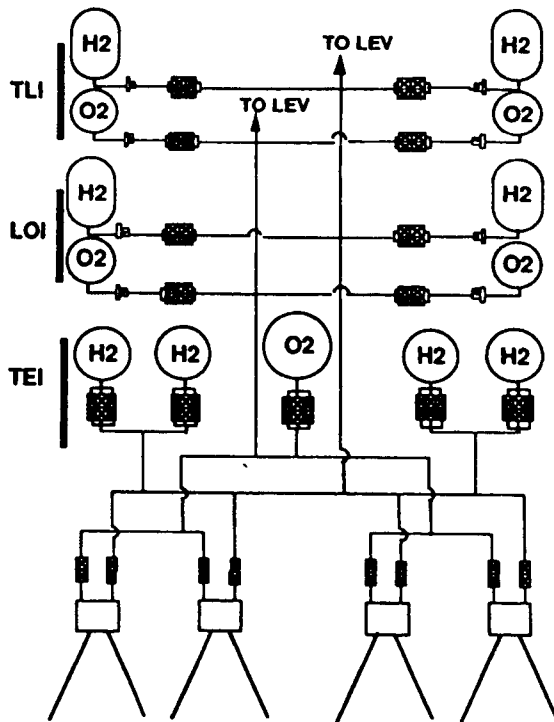 H2 H2
TO LEV
TLI
O2 TO LEV O2
H2 H2
LOI
O2 O2
TEI H2 H2 O2 H2 H2